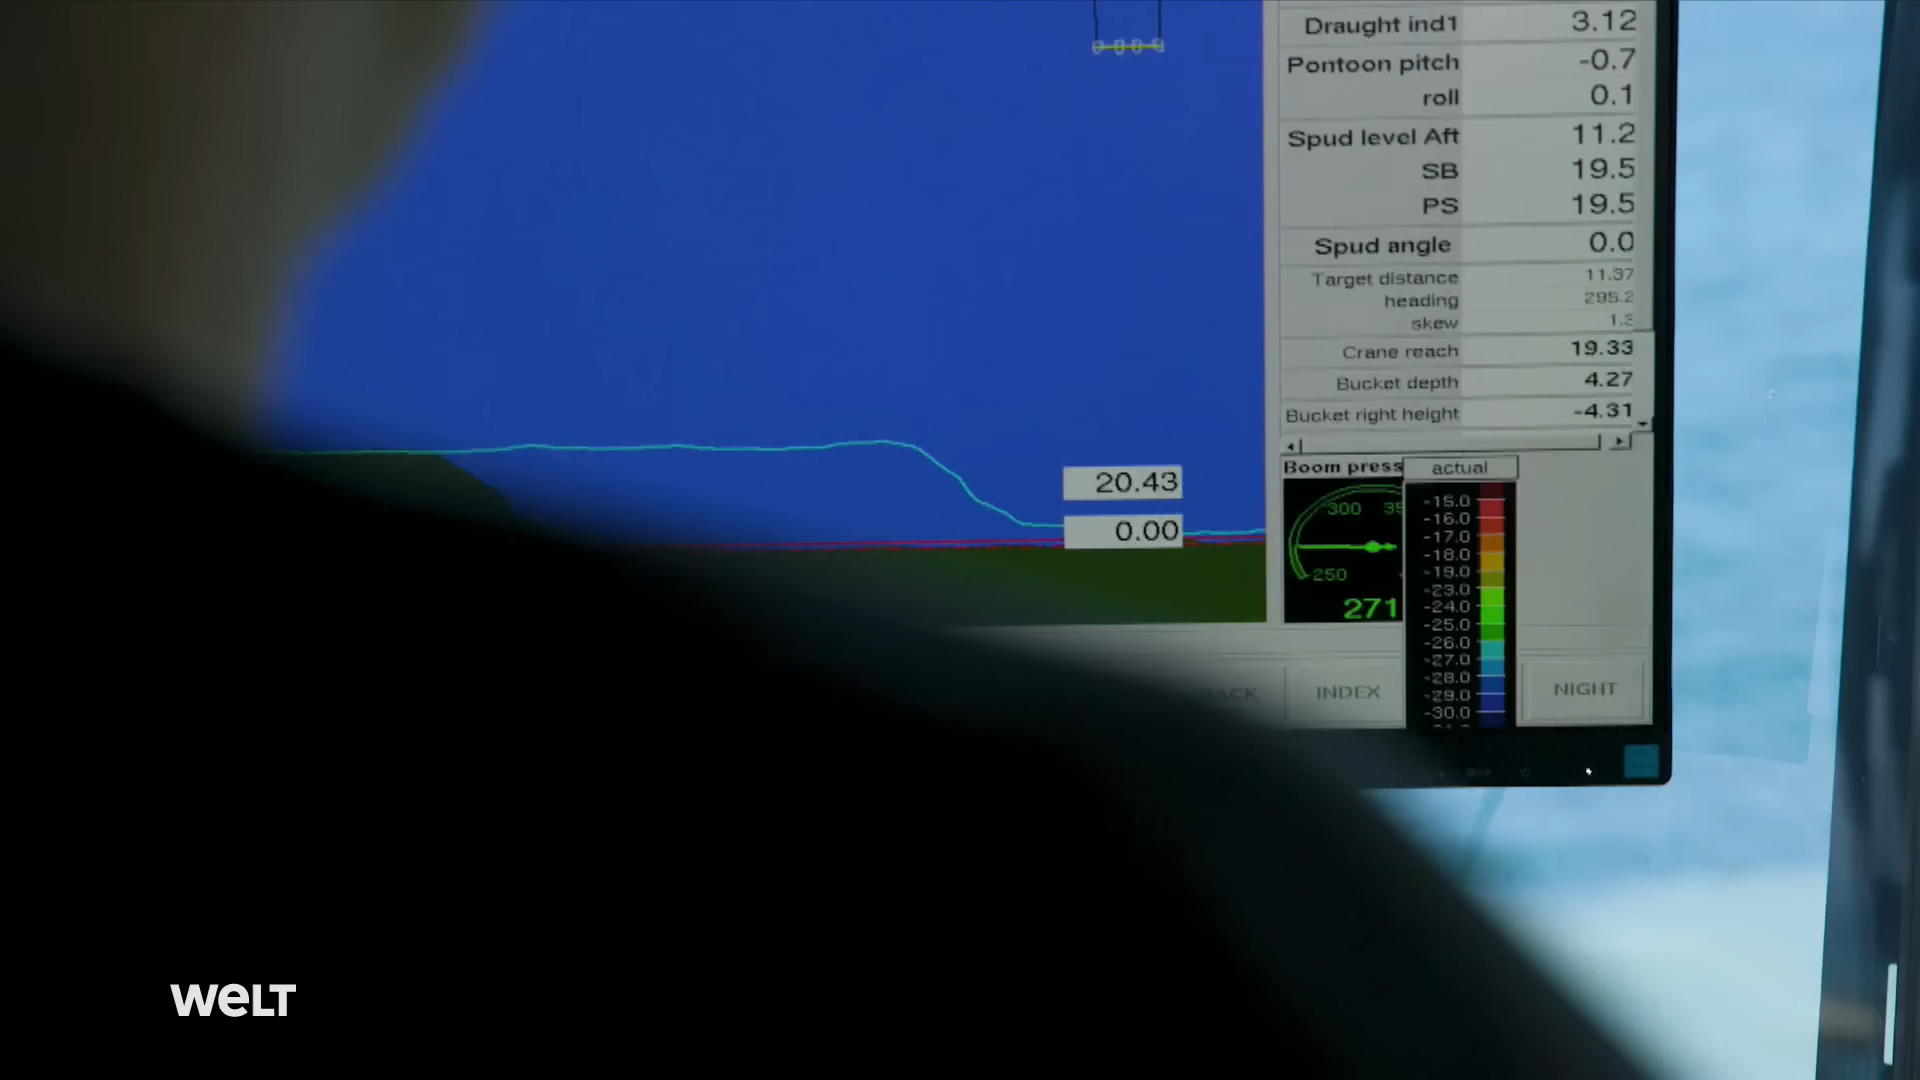 Draught ind1 3.12
Pontoon pitch -0.7
roll 0.1
Spud level Aft 11.2
SB 19.5
PS 19.5
Spud angle 0.0
Target distance 11.37
heading 295.2
skew 1.3
Crane reach 19.33
Bucket depth 4.27
Bucket right height -4.31
20.43
0.00
Boom press actual
300 35
250
271
-15.0
-16.0
-17.0
-18.0
-19.0
-23.0
-24.0
-25.0
-26.0
-27.0
-28.0
-29.0
-30.0
BACK INDEX NIGHT
WELT